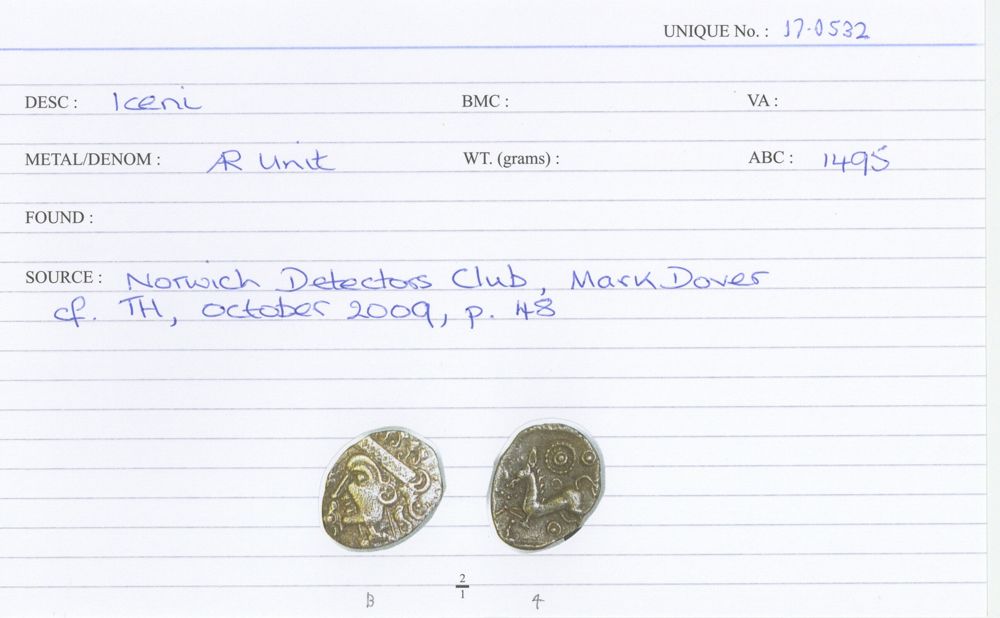 UNIQUE No. : 17·0532
DESC : Iceni BMC : VA :
METAL/DENOM : AR Unit WT. (grams) : ABC : 1495
FOUND :
SOURCE : Norwich Detectors Club, Mark Dover
cf. TH, October 2009, p. 48
2
1
B 4